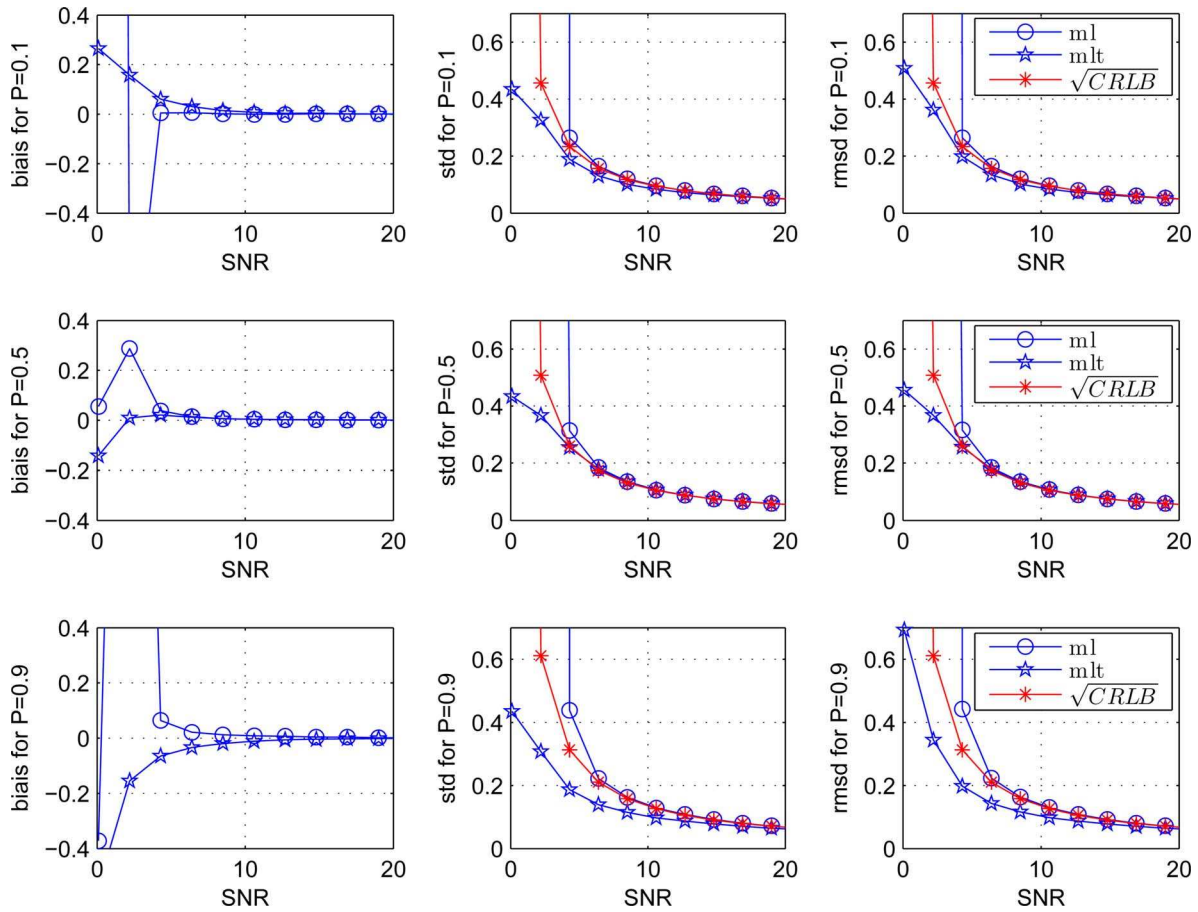 biais for P=0.1
0.4
0.2
0
−0.2
−0.4
0
10
20
SNR
std for P=0.1
0.6
0.4
0.2
0
0
10
20
SNR
rmsd for P=0.1
0.6
0.4
0.2
0
0
10
20
SNR
ml
mlt
√CRLB
biais for P=0.5
0.4
0.2
0
−0.2
−0.4
0
10
20
SNR
std for P=0.5
0.6
0.4
0.2
0
0
10
20
SNR
rmsd for P=0.5
0.6
0.4
0.2
0
0
10
20
SNR
ml
mlt
√CRLB
biais for P=0.9
0.4
0.2
0
−0.2
−0.4
0
10
20
SNR
std for P=0.9
0.6
0.4
0.2
0
0
10
20
SNR
rmsd for P=0.9
0.6
0.4
0.2
0
0
10
20
SNR
ml
mlt
√CRLB